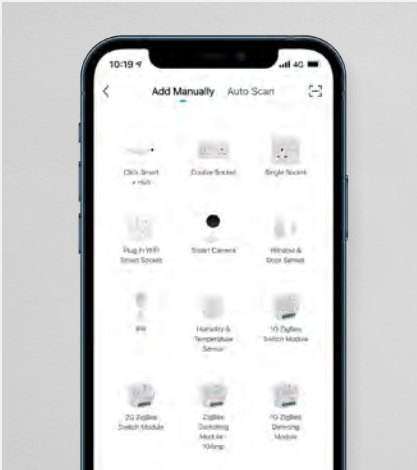 10:19
4G
Add Manually Auto Scan
Click Smart
+ Hub
Double Socket
Single Socket
Plug In WiFi
Smart Socket
Smart Camera
Window &
Door Sensor
PIR
Humidity &
Temperature
Sensor
1G ZigBee
Switch Module
2G ZigBee
Switch Module
ZigBee
Switching
Module -
10Amp
1G ZigBee
Dimming
Module